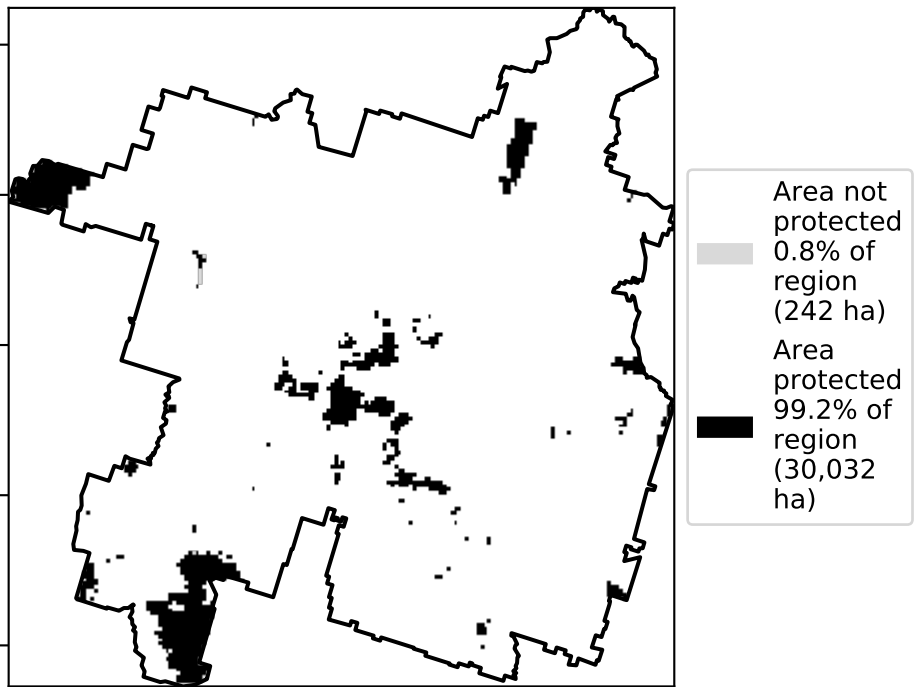 Area not
protected
0.8% of
region
(242 ha)
Area
protected
99.2% of
region
(30,032
ha)